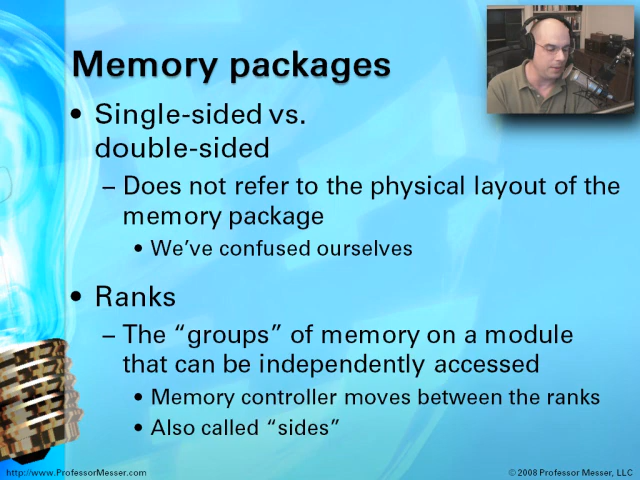 Memory packages
• Single-sided vs.
double-sided
– Does not refer to the physical layout of the
memory package
• We’ve confused ourselves
• Ranks
– The “groups” of memory on a module
that can be independently accessed
• Memory controller moves between the ranks
• Also called “sides”
http://www.ProfessorMesser.com
© 2008 Professor Messer, LLC